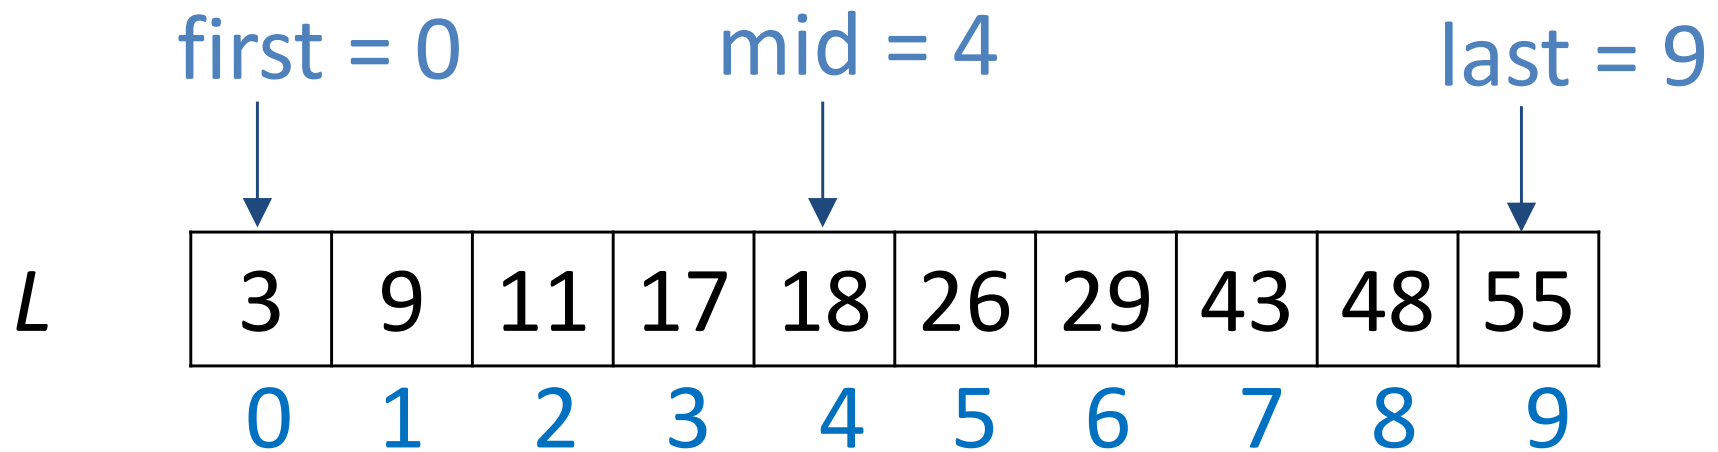 first = 0 mid = 4 last = 9
L 3 9 11 17 18 26 29 43 48 55
0 1 2 3 4 5 6 7 8 9